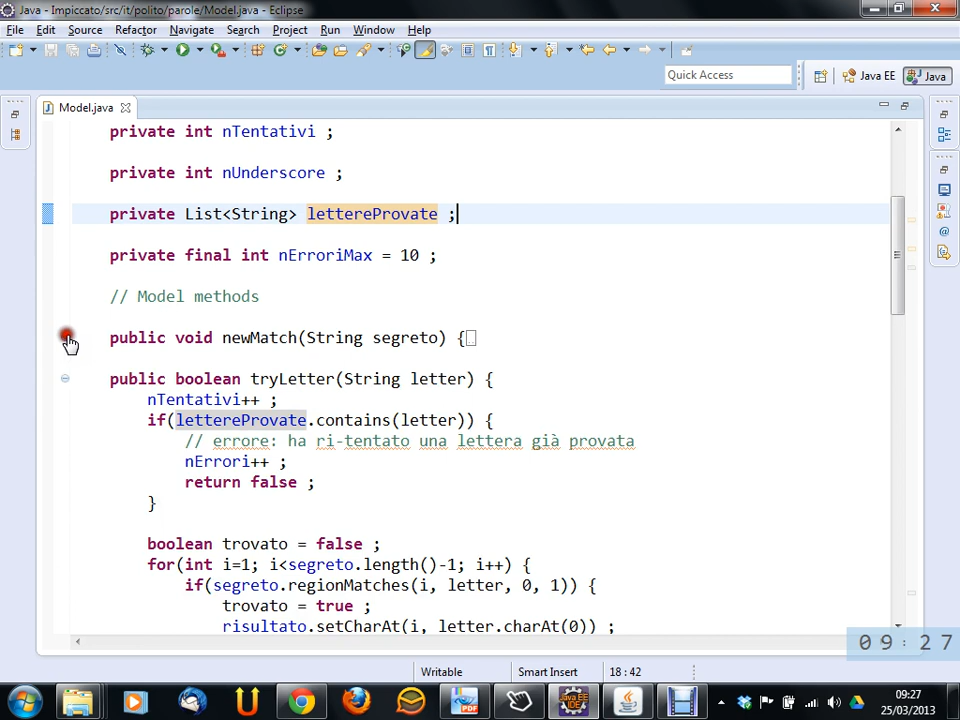 Java - Impiccato/src/it/polito/parole/Model.java - Eclipse
File Edit Source Refactor Navigate Search Project Run Window Help
Quick Access
Java EE
Java
Model.java
private int nTentativi ;
private int nUnderscore ;
private List<String> lettereProvate ;
private final int nErroriMax = 10 ;
// Model methods
public void newMatch(String segreto) {
public boolean tryLetter(String letter) {
nTentativi++ ;
if(lettereProvate.contains(letter)) {
// errore: ha ri-tentato una lettera già provata
nErrori++ ;
return false ;
}
boolean trovato = false ;
for(int i=1; i<segreto.length()-1; i++) {
if(segreto.regionMatches(i, letter, 0, 1)) {
trovato = true ;
risultato.setCharAt(i, letter.charAt(0)) ;
09:27
Writable
Smart Insert
18 : 42
PDF
Java EE
IDE
09:27
25/03/2013